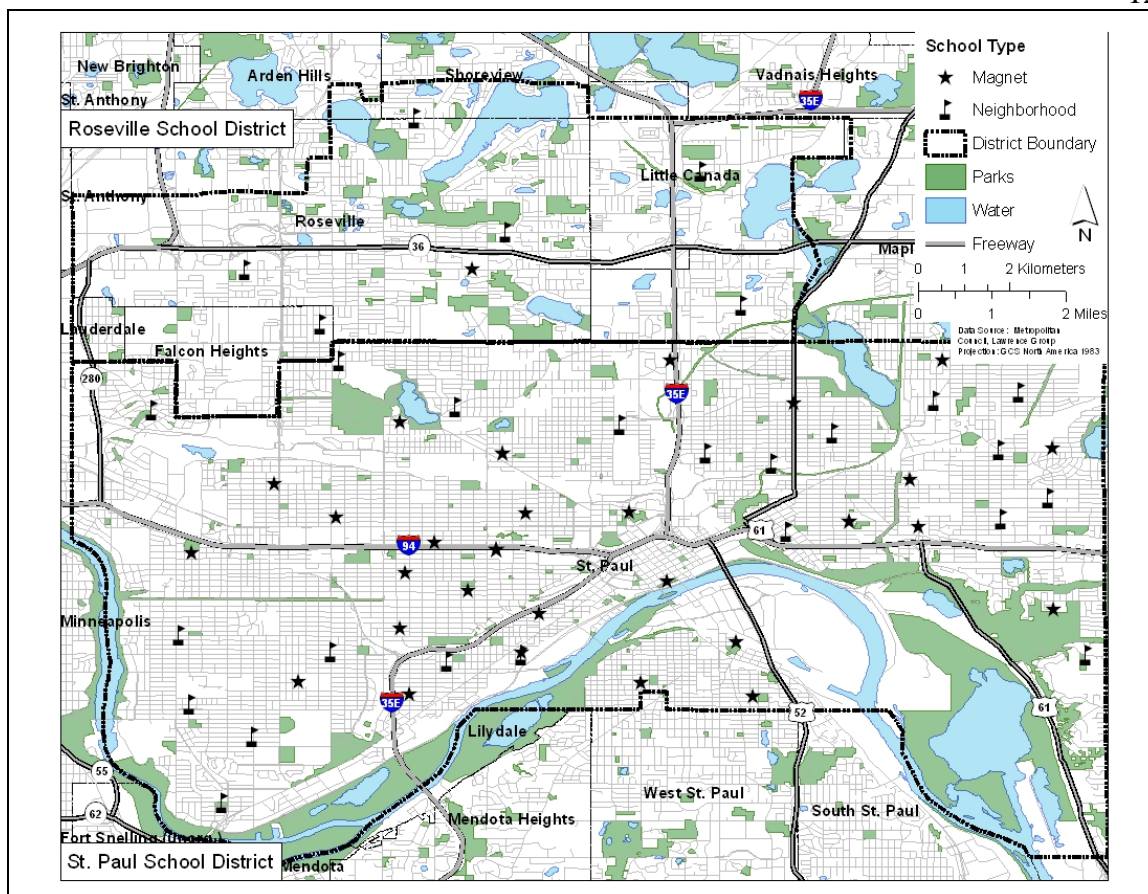 New Brighton
Arden Hills
Shoreview
Vadnais Heights
35E
St. Anthony
Roseville School District
Little Canada
St. Anthony
Roseville
36
Lauderdale
Falcon Heights
280
35E
94
61
St. Paul
Minneapolis
35E
52
61
Lilydale
55
62
West St. Paul
South St. Paul
Mendota Heights
St. Paul School District
Mendota
School Type
Magnet
Neighborhood
District Boundary
Parks
Water
Freeway
N
0 1 2 Kilometers
0 1 2 Miles
Data Source: Metropolitan
Council, Lawrence Group
Projection: GCS North America 1983